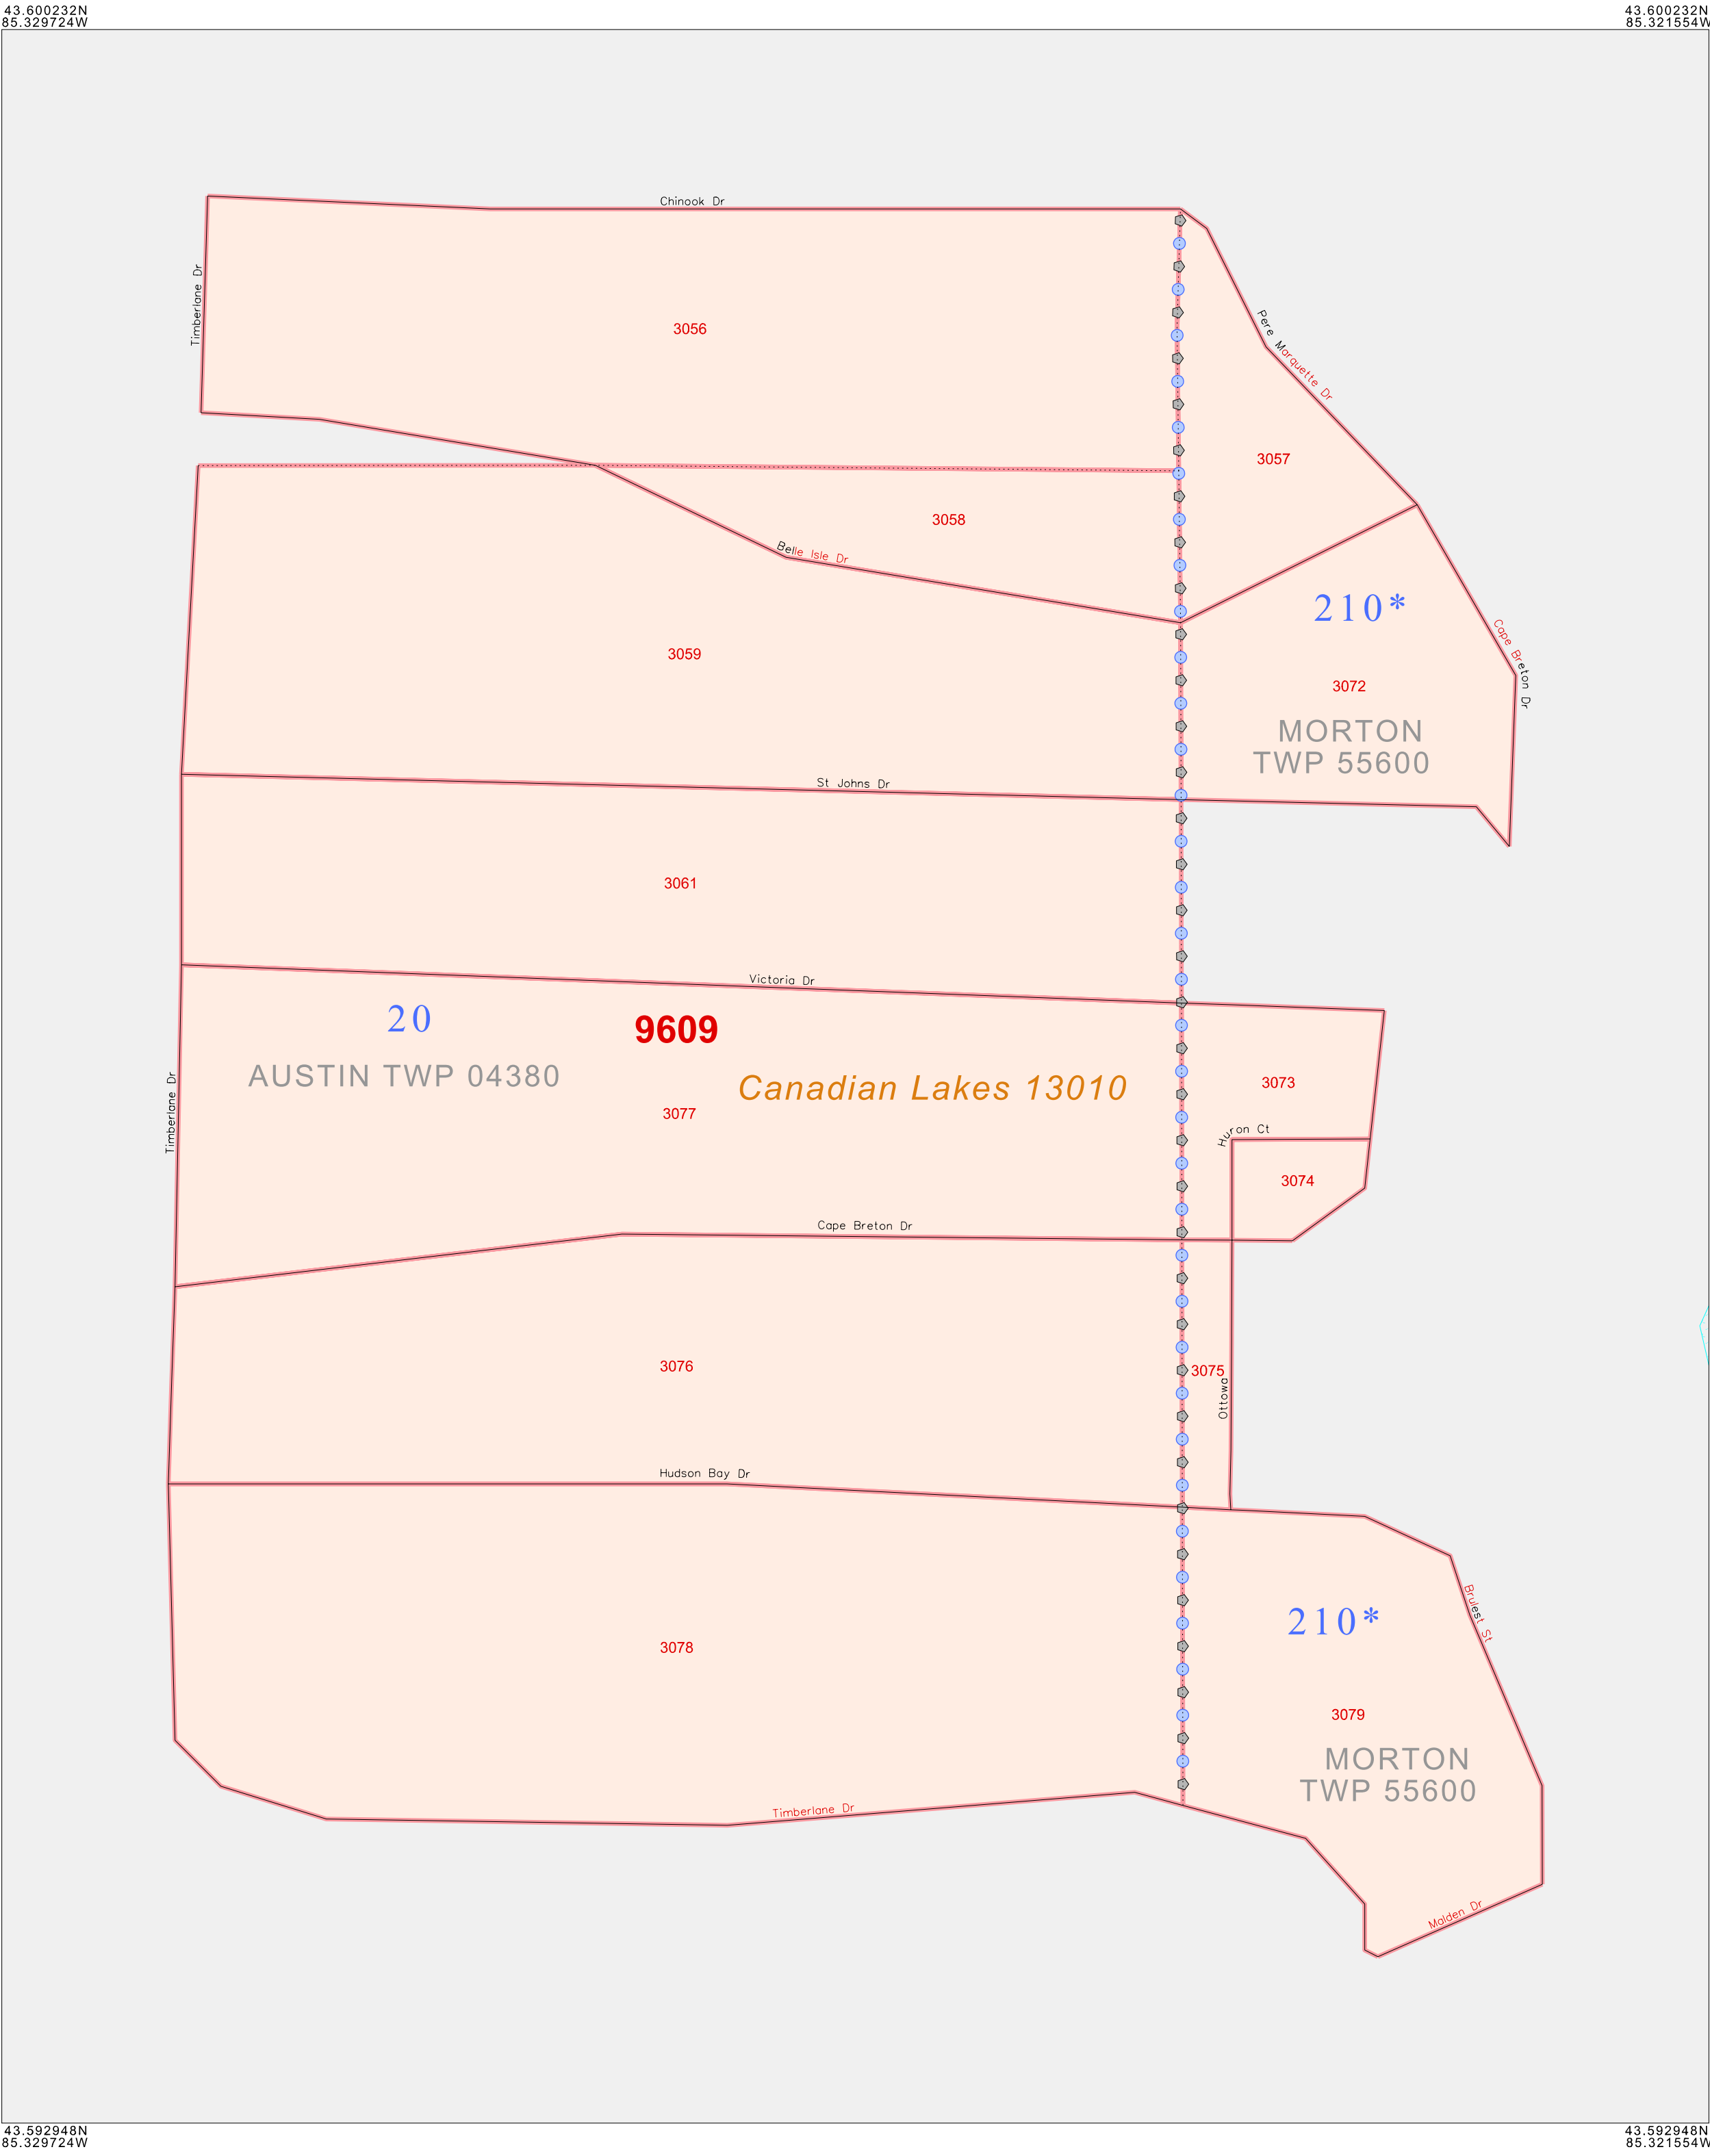 43.600232N
85.329724W
43.600232N
85.321554W
Chinook Dr
Timberlane Dr
3056
Pere Marquette Dr
3057
3058
Belle Isle Dr
210*
Cape Breton Dr
3059
3072
MORTON
TWP 55600
St Johns Dr
3061
Victoria Dr
20
9609
AUSTIN TWP 04380
Canadian Lakes 13010
3073
Timberlane Dr
3077
Huron Ct
3074
Cape Breton Dr
3076
3075
Ottowa
Hudson Bay Dr
Brulest St
210*
3078
3079
MORTON
TWP 55600
Timberlane Dr
Molden Dr
43.592948N
85.329724W
43.592948N
85.321554W